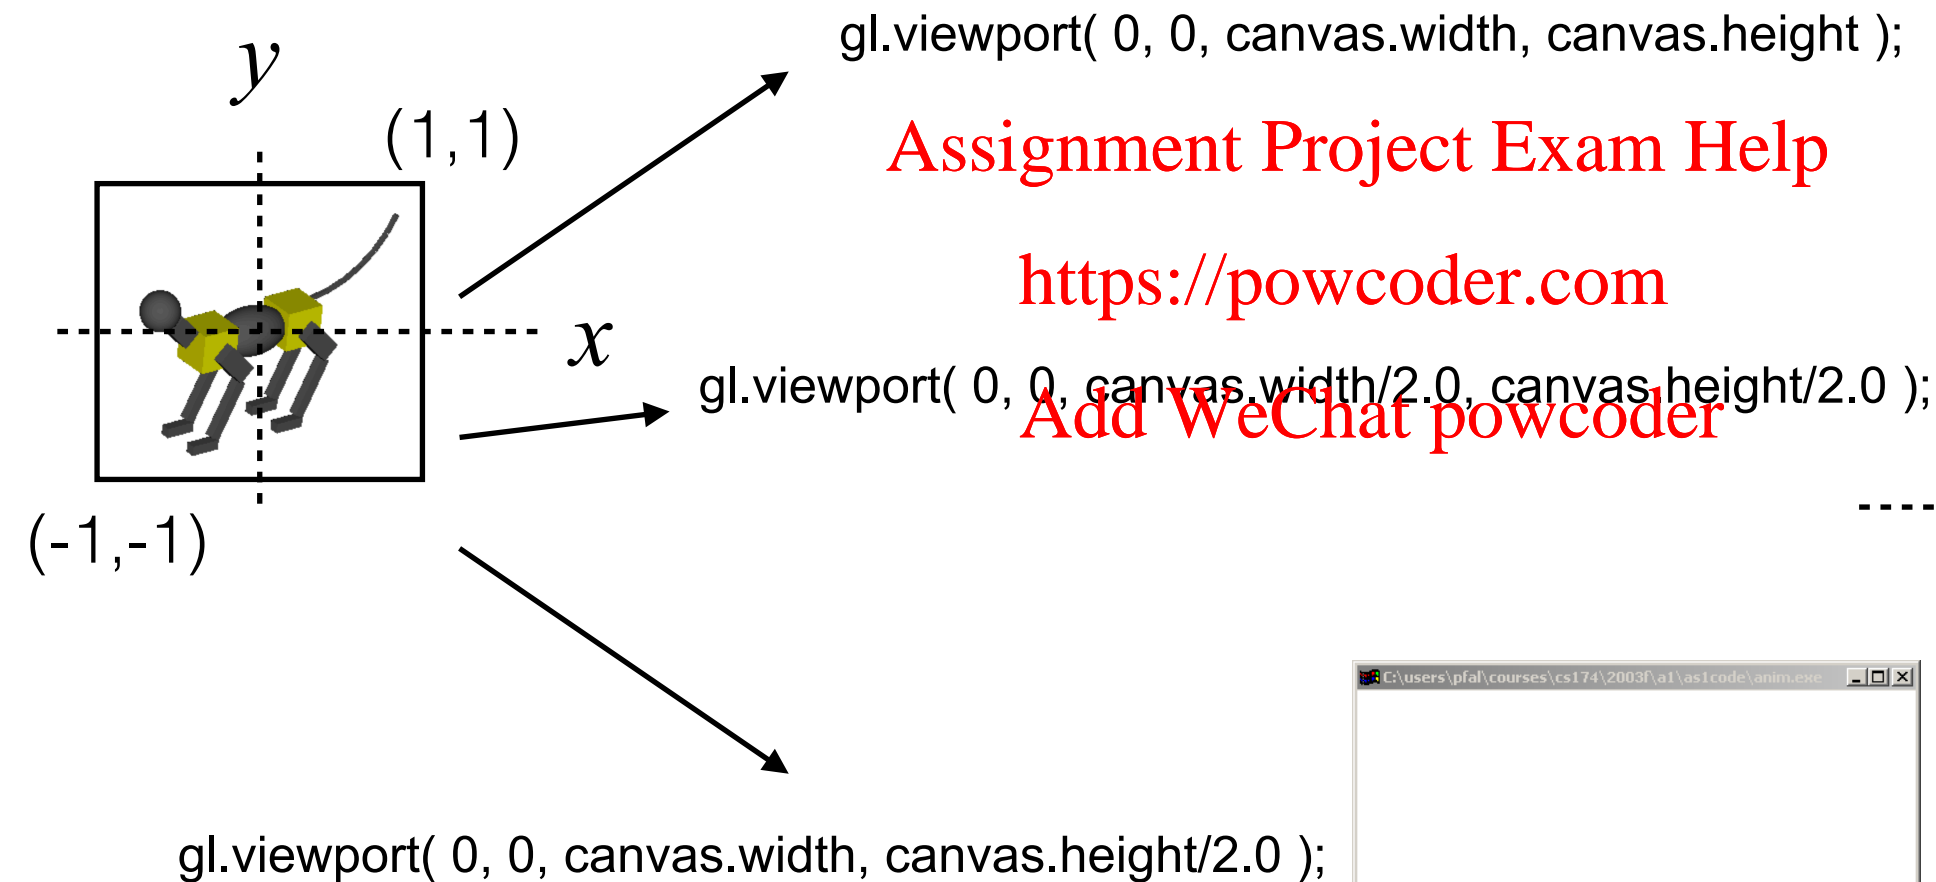 gl.viewport( 0, 0, canvas.width, canvas.height );
y
(1,1)
Assignment Project Exam Help
https://powcoder.com
x
gl.viewport( 0, 0, canvas.width/2.0, canvas.height/2.0 );
Add WeChat powcoder
(-1,-1)
C:\users\pfal\courses\cs174\2003f\a1\as1code\anim.exe
gl.viewport( 0, 0, canvas.width, canvas.height/2.0 );